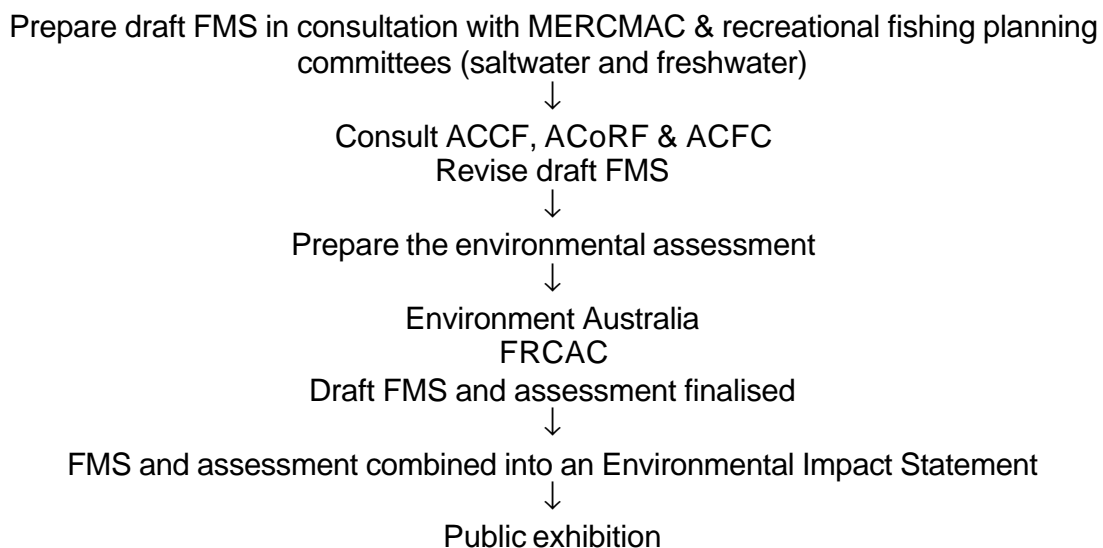 Prepare draft FMS in consultation with MERCMAC & recreational fishing planning
committees (saltwater and freshwater)
↓
Consult ACCF, ACoRF & ACFC
Revise draft FMS
↓
Prepare the environmental assessment
↓
Environment Australia
FRCAC
Draft FMS and assessment finalised
↓
FMS and assessment combined into an Environmental Impact Statement
↓
Public exhibition